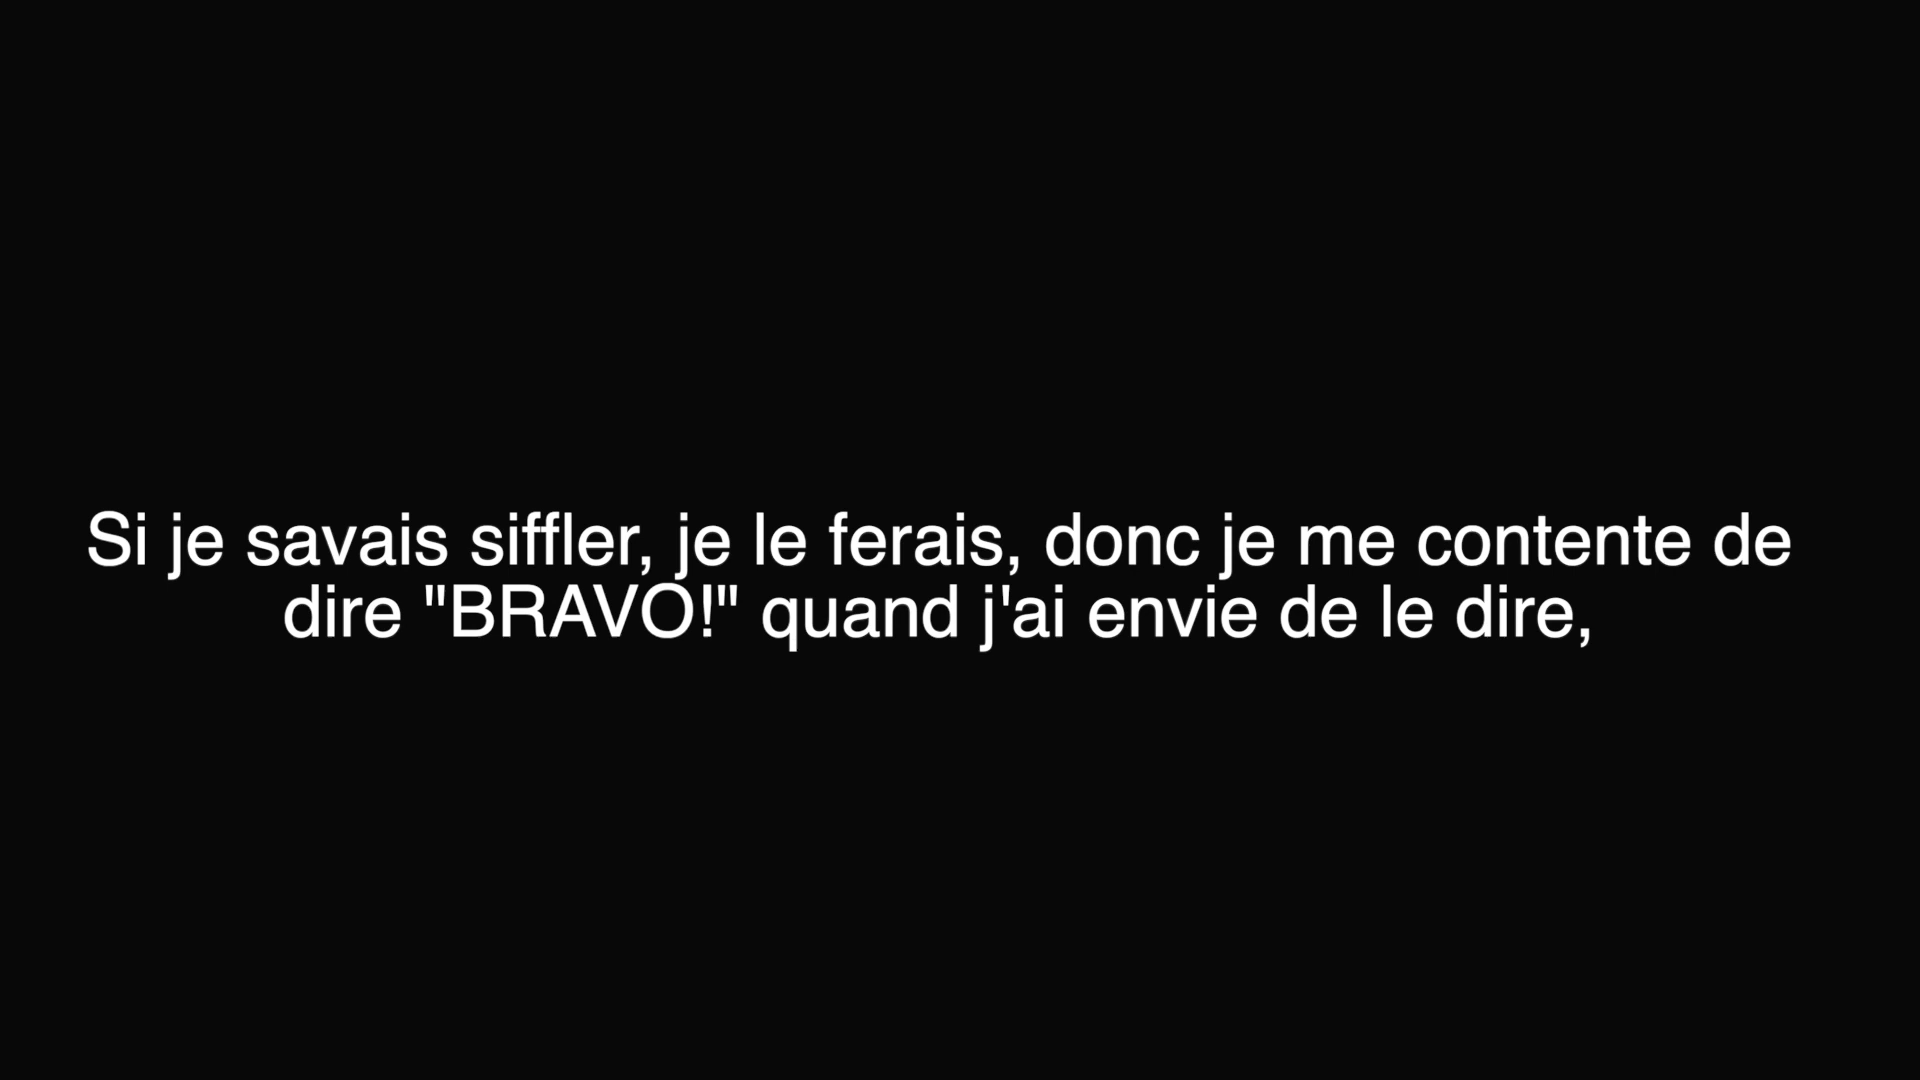 Si je savais siffler, je le ferais, donc je me contente de
dire "BRAVO!" quand j'ai envie de le dire,